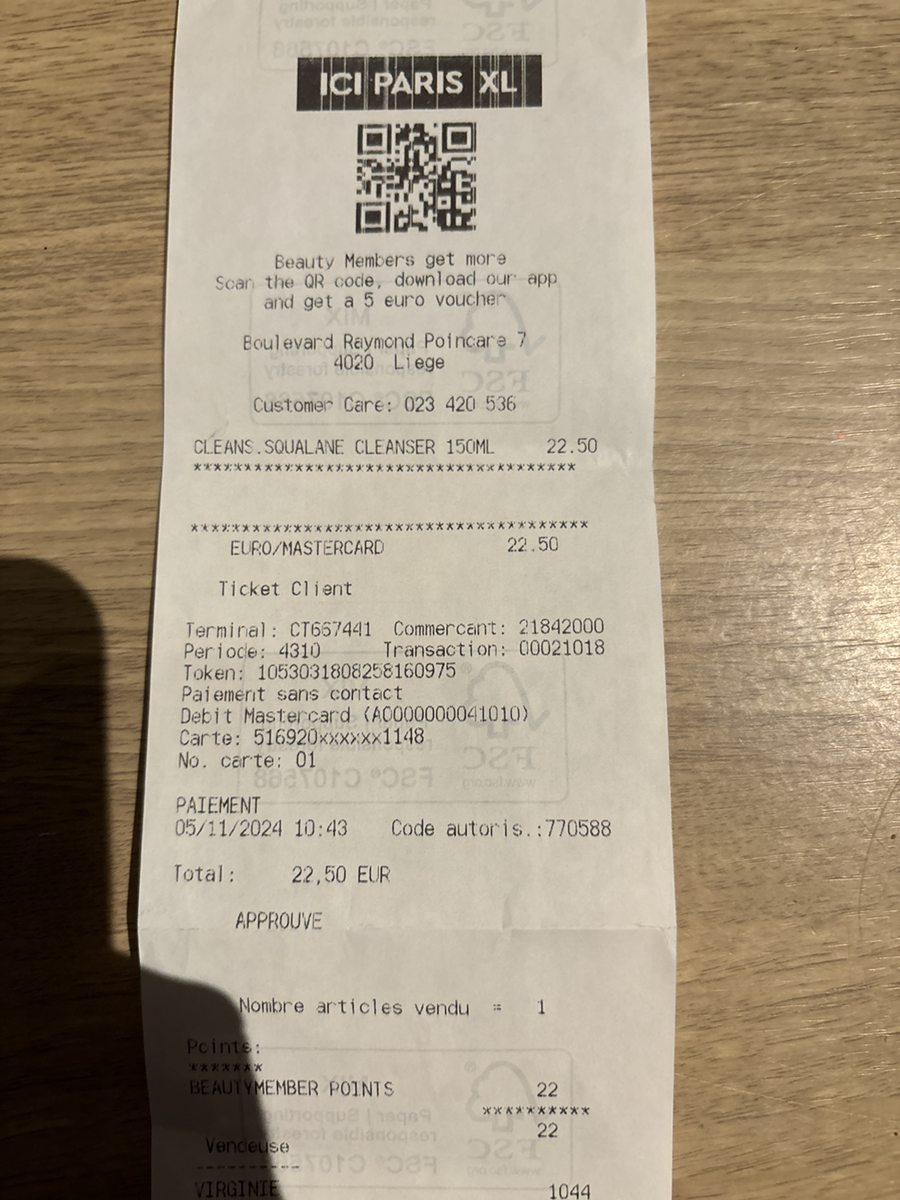 ICI PARIS XL
Beauty Members get more
Scan the QR code, download our app
and get a 5 euro voucher
Boulevard Raymond Poincare 7
4020 Liege
Customer Care: 023 420 536
CLEANS.SQUALANE CLEANSER 150ML 22.50
***************************************
****************************************
EURO/MASTERCARD 22.50
Ticket Client
Terminal: CT667441 Commercant: 21842000
Periode: 4310 Transaction: 00021018
Token: 1053031808258160975
Paiement sans contact
Debit Mastercard (A0000000041010)
Carte: 516920xxxxxx1148
No. carte: 01
PAIEMENT
05/11/2024 10:43 Code autoris.:770588
Total: 22,50 EUR
APPROUVE
Nombre articles vendu = 1
Points:
*******
BEAUTYMEMBER POINTS 22
**********
22
Vendeuse
----------
VIRGINIE 1044